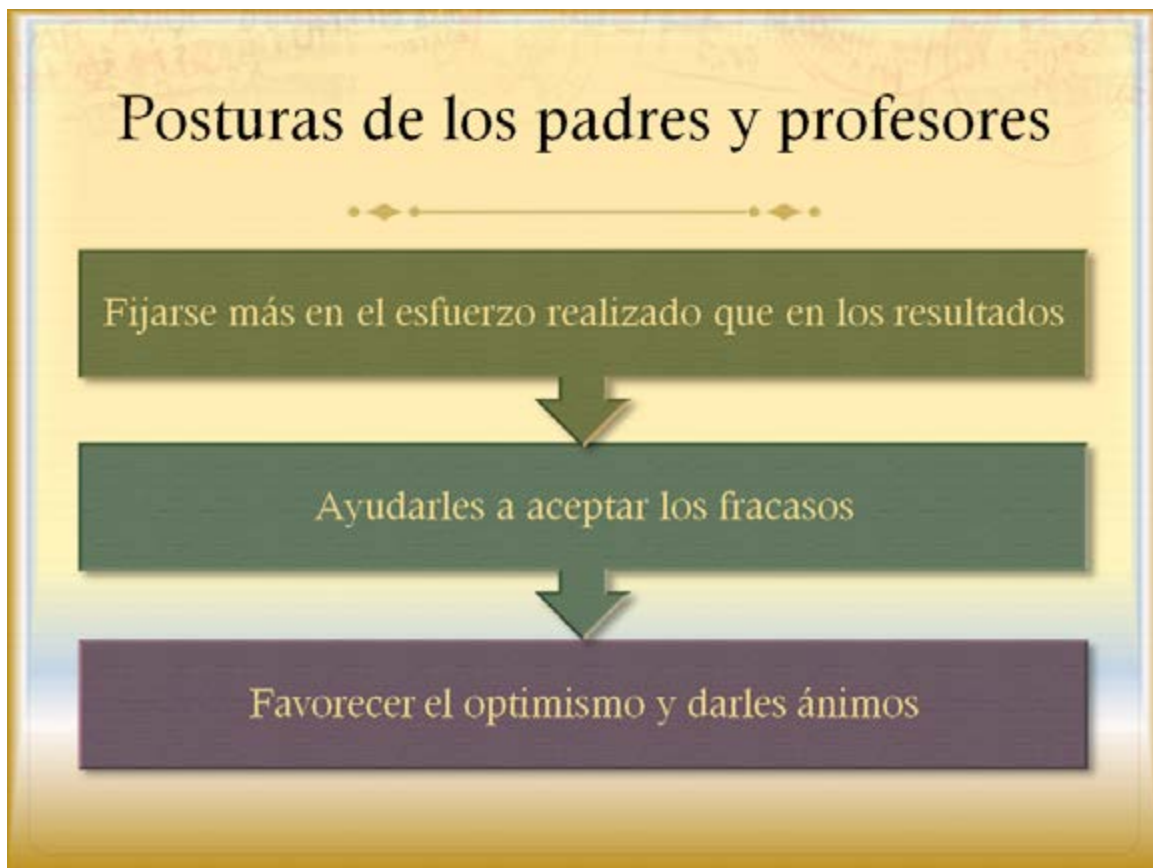 Posturas de los padres y profesores
Fijarse más en el esfuerzo realizado que en los resultados
Ayudarles a aceptar los fracasos
Favorecer el optimismo y darles ánimos